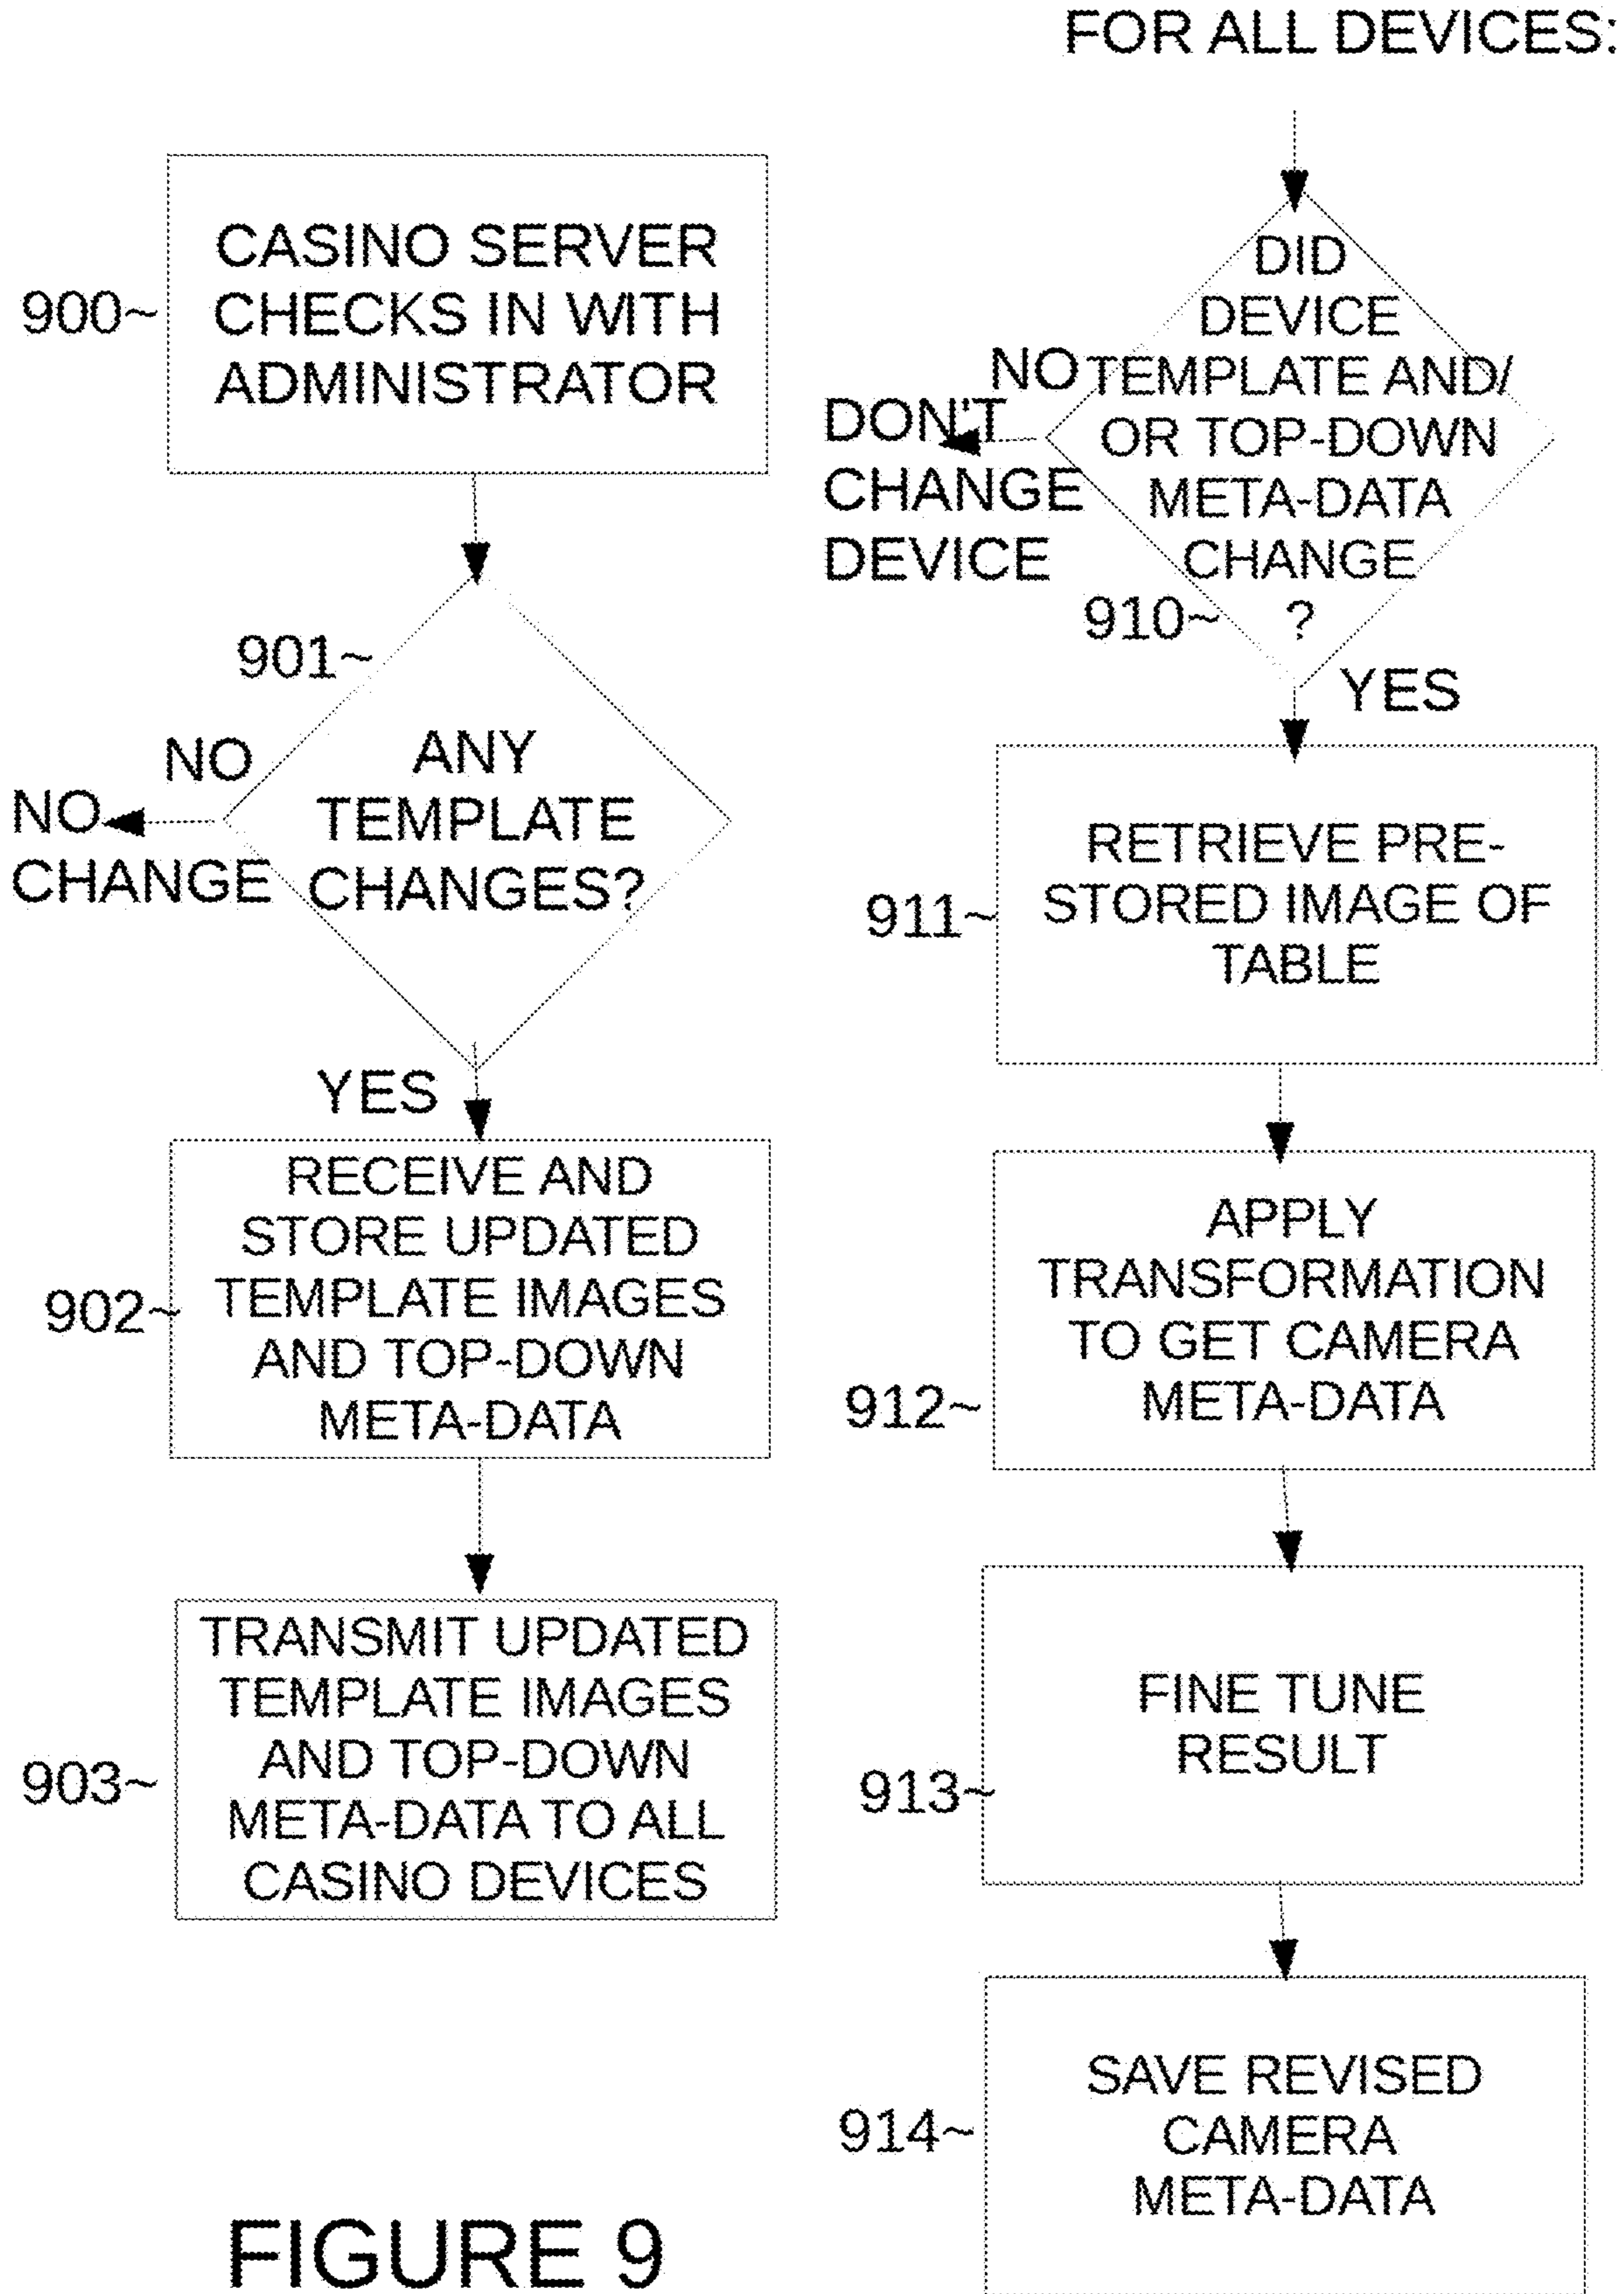 FOR ALL DEVICES:
CASINO SERVER
CHECKS IN WITH
ADMINISTRATOR
900~
901~
ANY
TEMPLATE
CHANGES?
NO
NO
CHANGE
YES
RECEIVE AND
STORE UPDATED
TEMPLATE IMAGES
AND TOP-DOWN
META-DATA
902~
TRANSMIT UPDATED
TEMPLATE IMAGES
AND TOP-DOWN
META-DATA TO ALL
CASINO DEVICES
903~
DID
DEVICE
TEMPLATE AND/
OR TOP-DOWN
META-DATA
CHANGE
?
NO
DON'T
CHANGE
DEVICE
910~
YES
RETRIEVE PRE-
STORED IMAGE OF
TABLE
911~
APPLY
TRANSFORMATION
TO GET CAMERA
META-DATA
912~
FINE TUNE
RESULT
913~
SAVE REVISED
CAMERA
META-DATA
914~
FIGURE 9